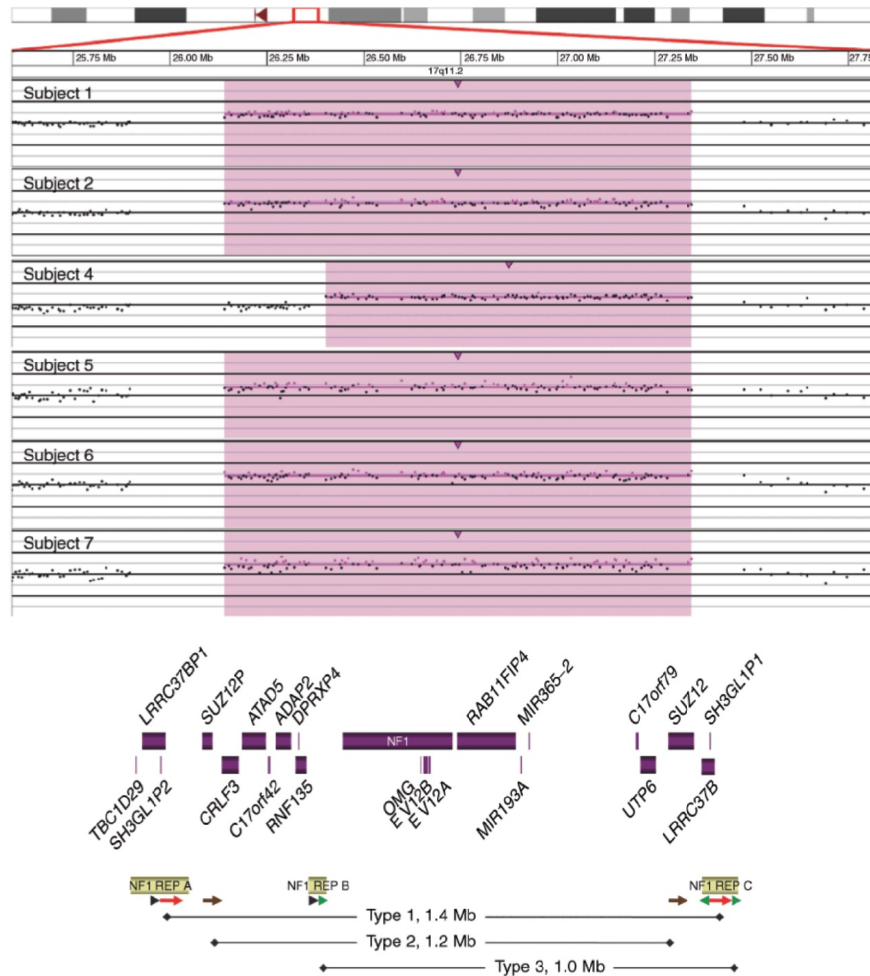 25.75 Mb 26.00 Mb 26.25 Mb 26.50 Mb 26.75 Mb 27.00 Mb 27.25 Mb 27.50 Mb 27.75
17q11.2
Subject 1
Subject 2
Subject 4
Subject 5
Subject 6
Subject 7
LRRC37BP1 SUZ12P ATAD5 ADAP2 DPRXP4 RAB11FIP4 MIR365-2 C17orf79 SUZ12 SH3GL1P1
NF1
TBC1D29 SH3GL1P2 CRLF3 C17orf42 RNF135 OMG EV12B EV12A MIR193A UTP6 LRRC37B
NF1 REP A NF1 REP B NF1 REP C
Type 1, 1.4 Mb
Type 2, 1.2 Mb
Type 3, 1.0 Mb